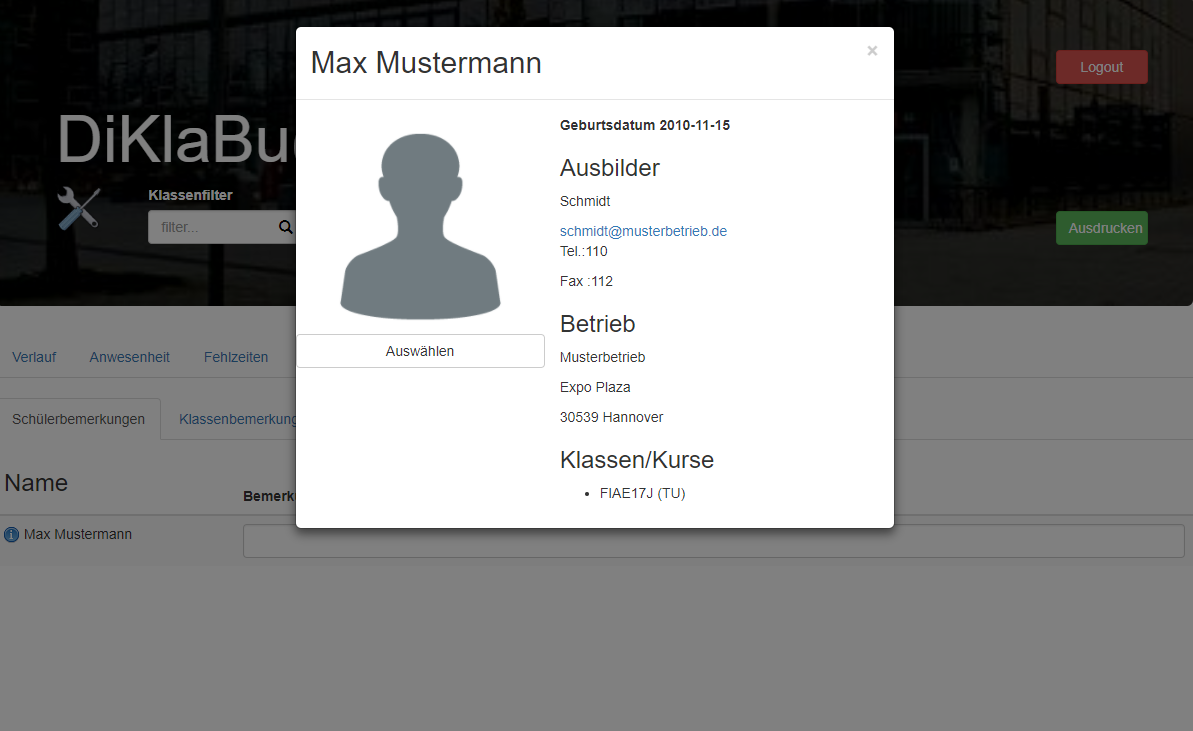 Max Mustermann
×
Logout
DiKlaBu
Klassenfilter
filter...
Ausdrucken
Geburtsdatum 2010-11-15
Ausbilder
Schmidt
schmidt@musterbetrieb.de
Tel.:110
Fax :112
Betrieb
Musterbetrieb
Expo Plaza
30539 Hannover
Klassen/Kurse
FIAE17J (TU)
Auswählen
Verlauf Anwesenheit Fehlzeiten
Schülerbemerkungen Klassenbemerkung
Name
Bemerk
Max Mustermann